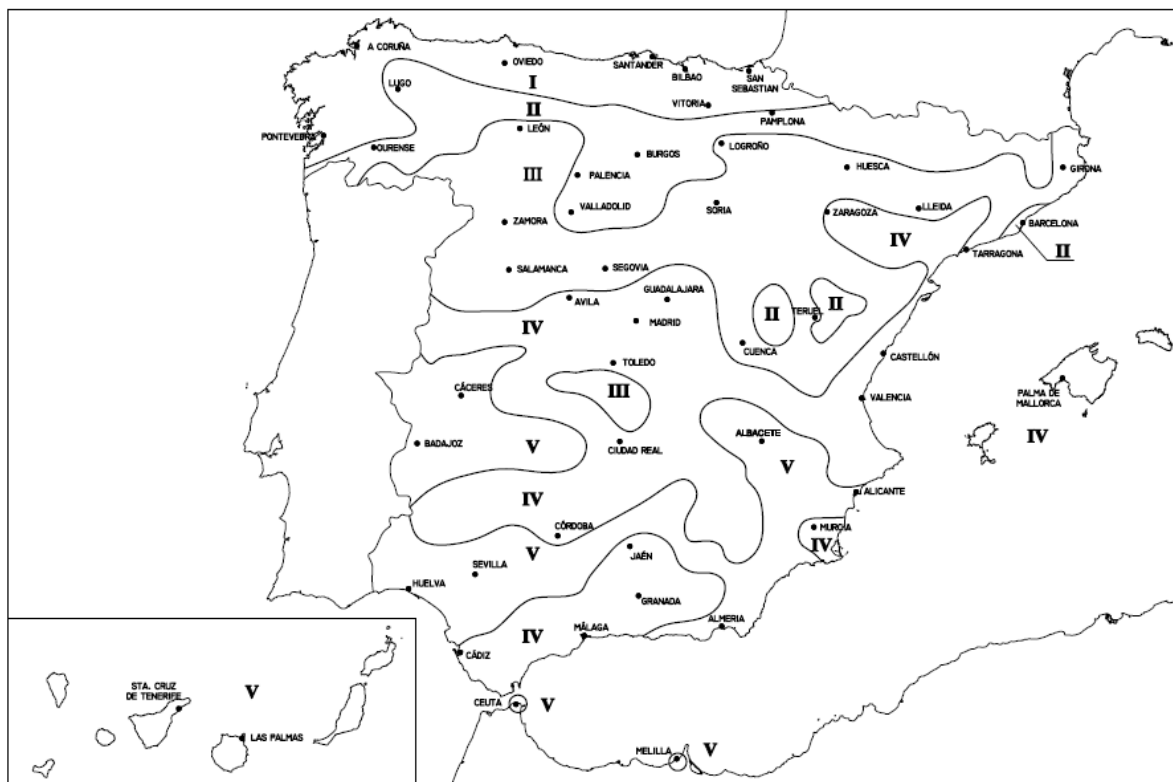 A CORUÑA
OVIEDO
SANTANDER
BILBAO
SAN
SEBASTIAN
LUGO
I
VITORIA
II
PAMPLONA
LEÓN
PONTEVEDRA
OURENSE
LOGROÑO
BURGOS
HUESCA
GIRONA
III
PALENCIA
VALLADOLID
SORIA
ZARAGOZA
LLEIDA
ZAMORA
BARCELONA
IV
TARRAGONA
II
SALAMANCA
SEGOVIA
AVILA
GUADALAJARA
II
TERUEL
II
IV
MADRID
CUENCA
CASTELLÓN
TOLEDO
CÁCERES
III
PALMA DE
MALLORCA
VALENCIA
IV
BADAJOZ
V
CIUDAD REAL
ALBACETE
V
IV
ALICANTE
CÓRDOBA
MURCIA
IV
V
JAÉN
SEVILLA
HUELVA
GRANADA
ALMERIA
MÁLAGA
IV
CÁDIZ
STA. CRUZ
DE TENERIFE
V
CEUTA
V
LAS PALMAS
MELILLA
V